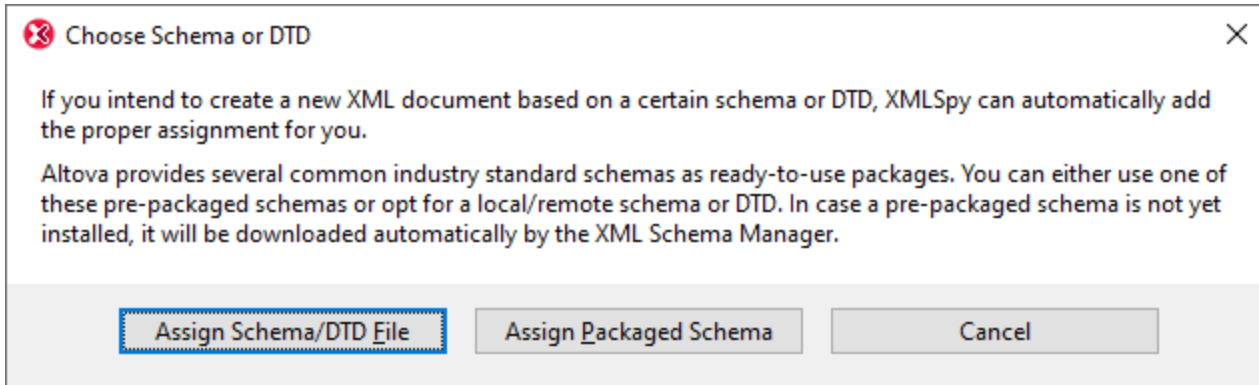 Choose Schema or DTD
If you intend to create a new XML document based on a certain schema or DTD, XMLSpy can automatically add
the proper assignment for you.
Altova provides several common industry standard schemas as ready-to-use packages. You can either use one of
these pre-packaged schemas or opt for a local/remote schema or DTD. In case a pre-packaged schema is not yet
installed, it will be downloaded automatically by the XML Schema Manager.
Assign Schema/DTD File
Assign Packaged Schema
Cancel